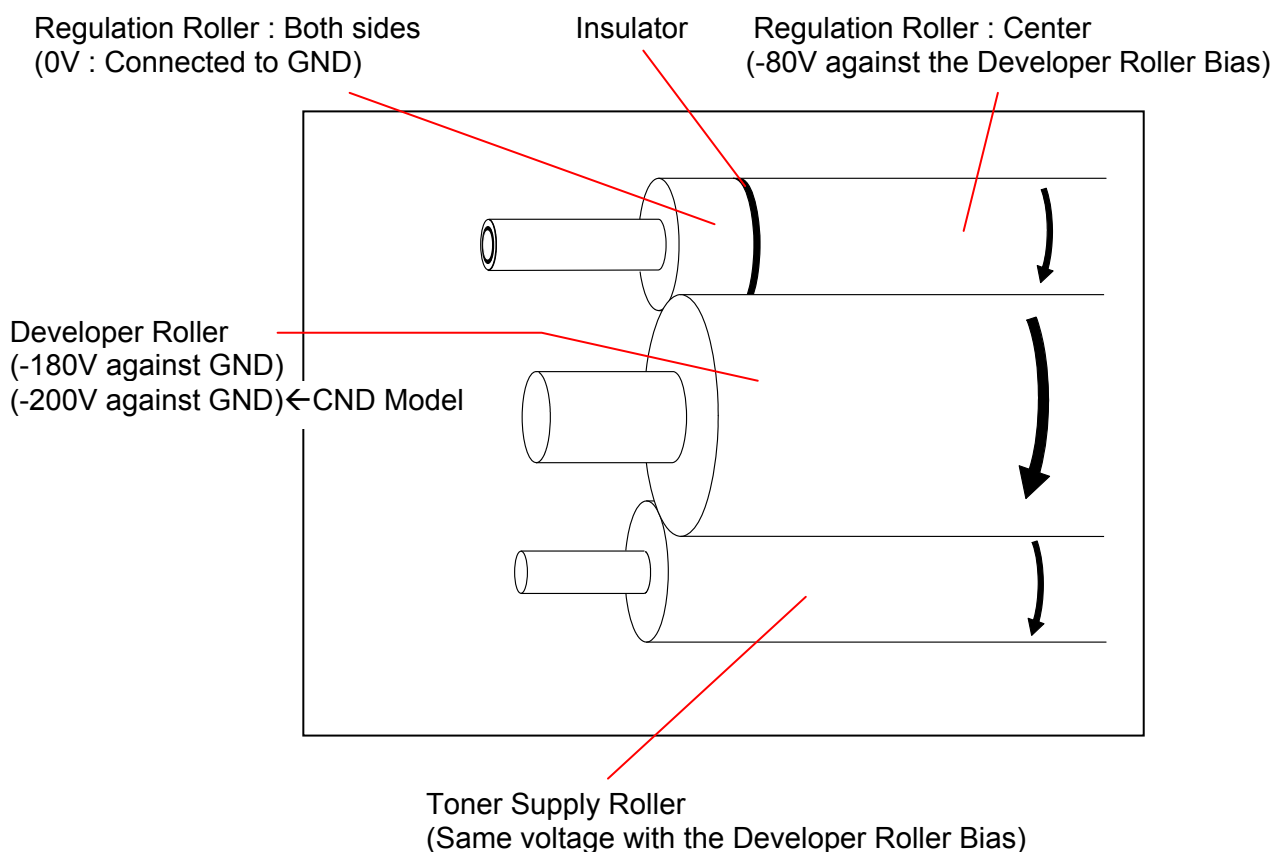 Regulation Roller : Both sides
(0V : Connected to GND)
Insulator
Regulation Roller : Center
(-80V against the Developer Roller Bias)
Developer Roller
(-180V against GND)
(-200V against GND)←CND Model
Toner Supply Roller
(Same voltage with the Developer Roller Bias)